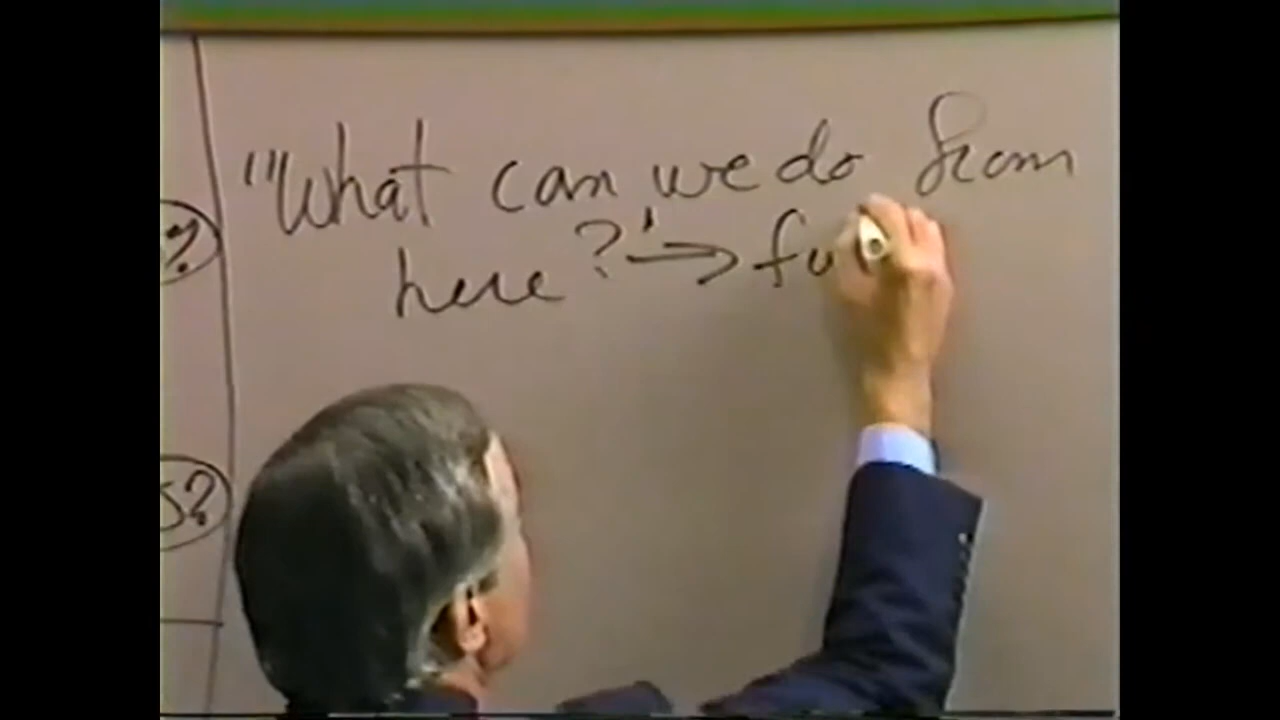 "What can we do from
here?" → fu
?
s?